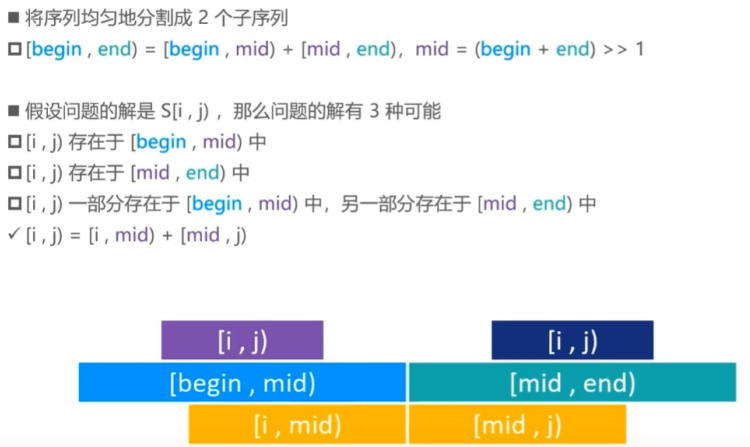 ■ 将序列均匀地分割成 2 个子序列
□ [begin , end) = [begin , mid) + [mid , end)，mid = (begin + end) >> 1
■ 假设问题的解是 S[i , j) ，那么问题的解有 3 种可能
□ [i , j) 存在于 [begin , mid) 中
□ [i , j) 存在于 [mid , end) 中
□ [i , j) 一部分存在于 [begin , mid) 中，另一部分存在于 [mid , end) 中
✓ [i , j) = [i , mid) + [mid , j)
[i , j) [i , j)
[begin , mid) [mid , end)
[i , mid) [mid , j)